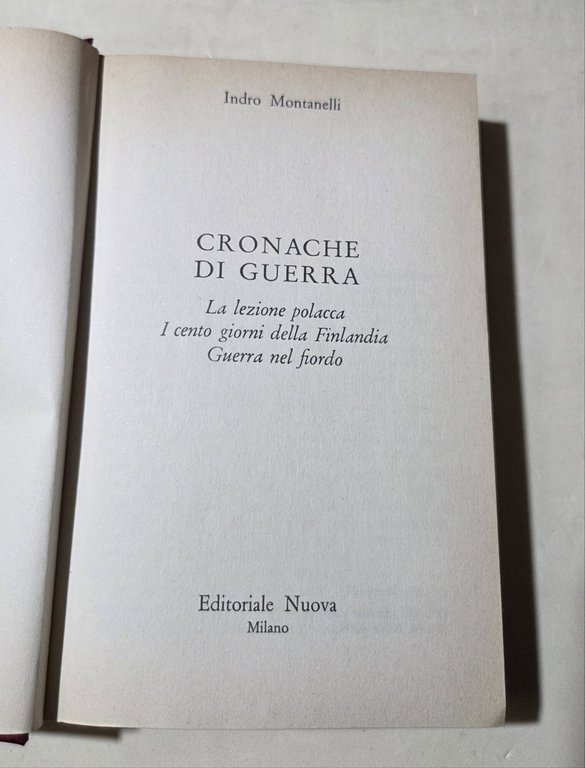 Indro Montanelli
CRONACHE
DI GUERRA
La lezione polacca
I cento giorni della Finlandia
Guerra nel fiordo
Editoriale Nuova
Milano